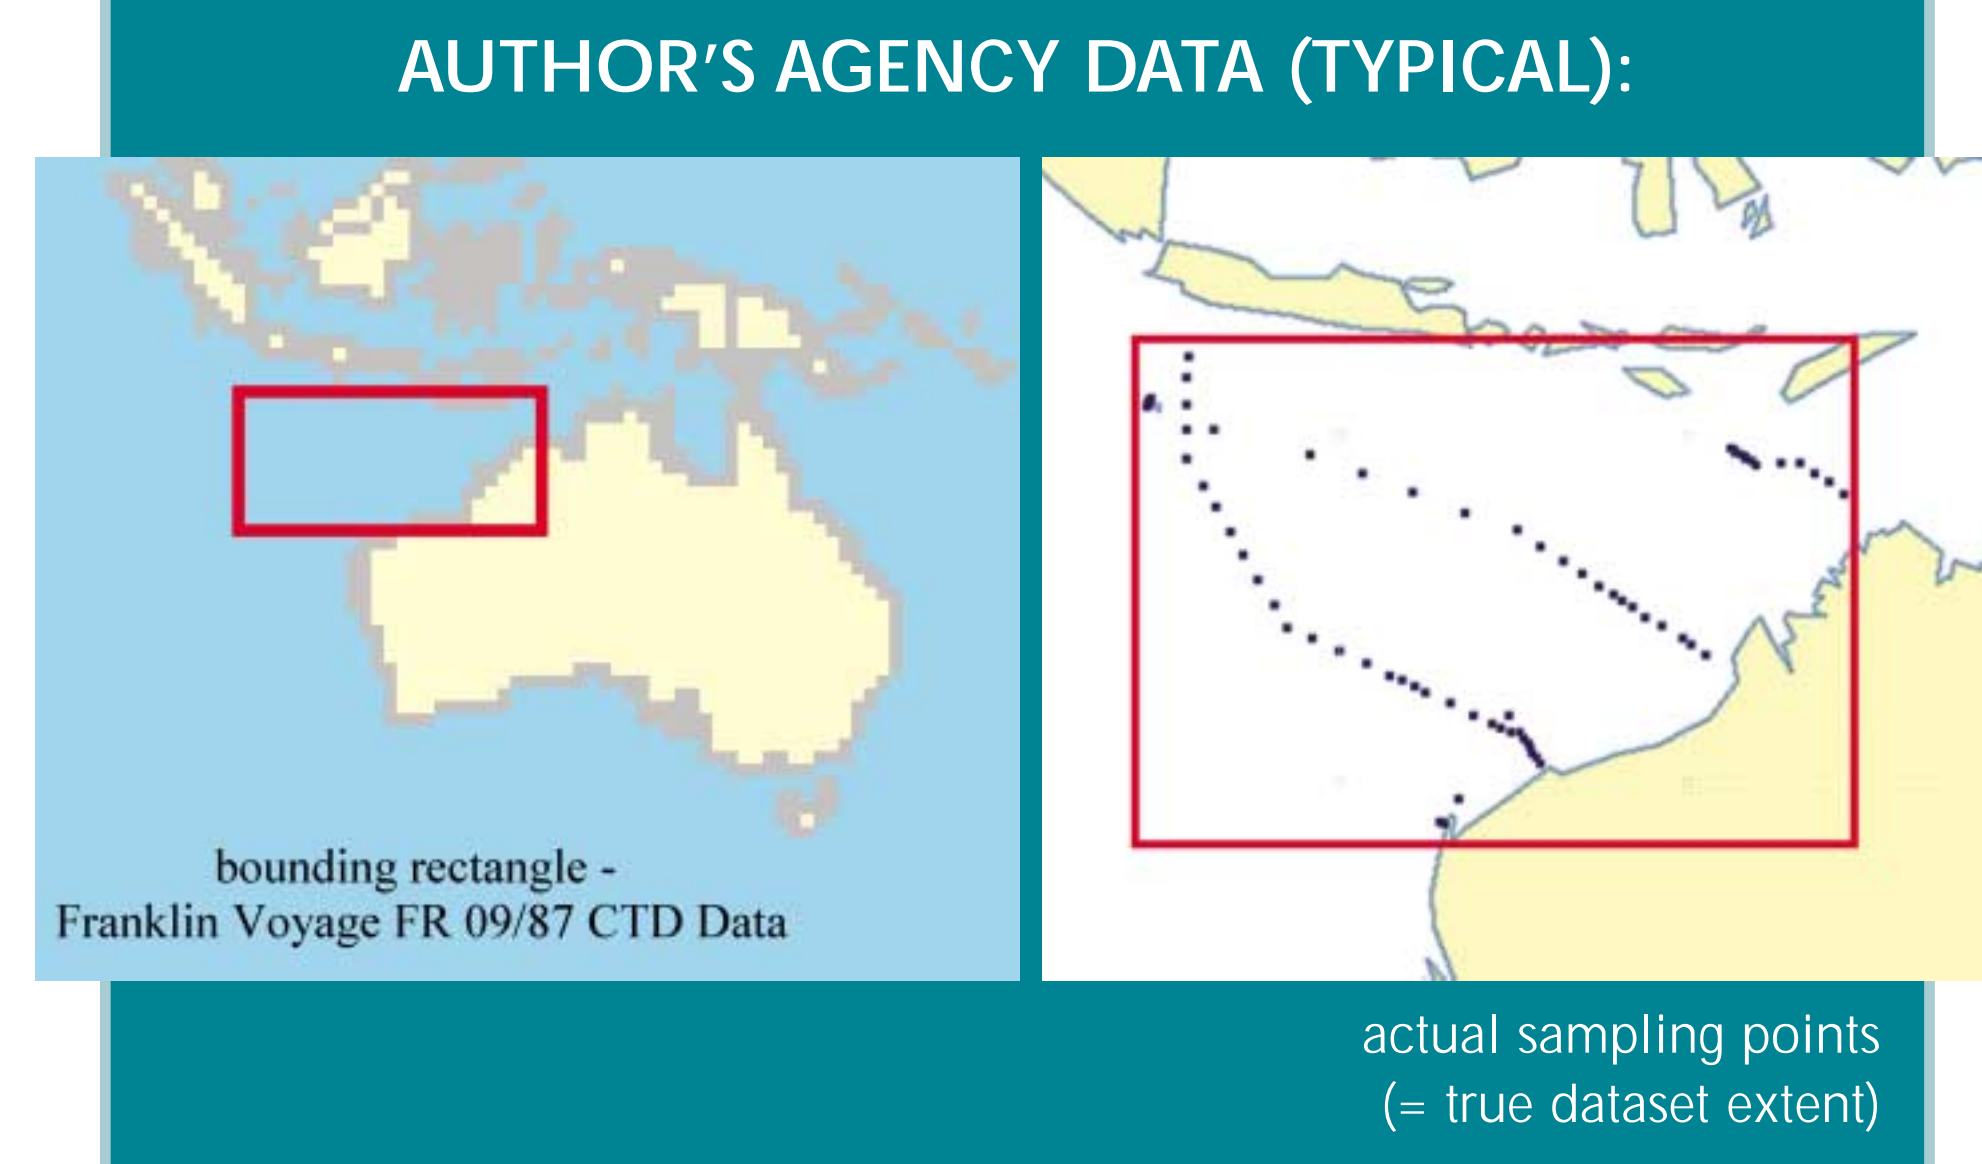 AUTHOR'S AGENCY DATA (TYPICAL):
bounding rectangle -
Franklin Voyage FR 09/87 CTD Data
actual sampling points
(= true dataset extent)